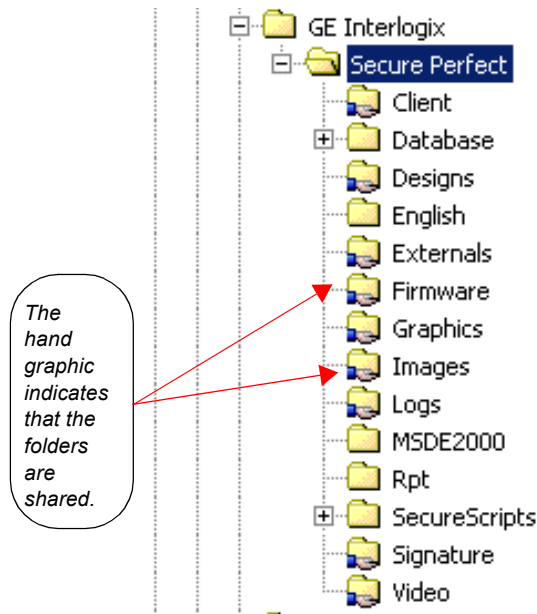 GE Interlogix
Secure Perfect
Client
Database
Designs
English
Externals
Firmware
Graphics
Images
Logs
MSDE2000
Rpt
SecureScripts
Signature
Video
The
hand
graphic
indicates
that the
folders
are
shared.